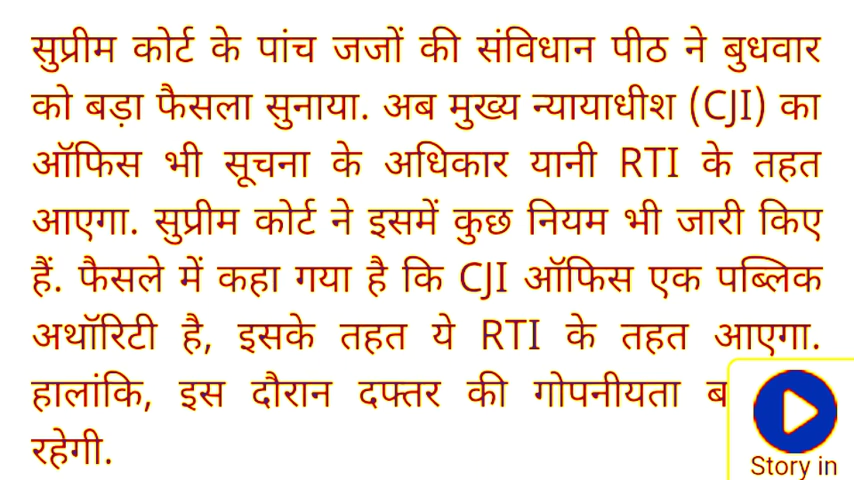 सुप्रीम कोर्ट के पांच जजों की संविधान पीठ ने बुधवार
को बड़ा फैसला सुनाया. अब मुख्य न्यायाधीश (CJI) का
ऑफिस भी सूचना के अधिकार यानी RTI के तहत
आएगा. सुप्रीम कोर्ट ने इसमें कुछ नियम भी जारी किए
हैं. फैसले में कहा गया है कि CJI ऑफिस एक पब्लिक
अथॉरिटी है, इसके तहत ये RTI के तहत आएगा.
हालांकि, इस दौरान दफ्तर की गोपनीयता
रहेगी.
Story in